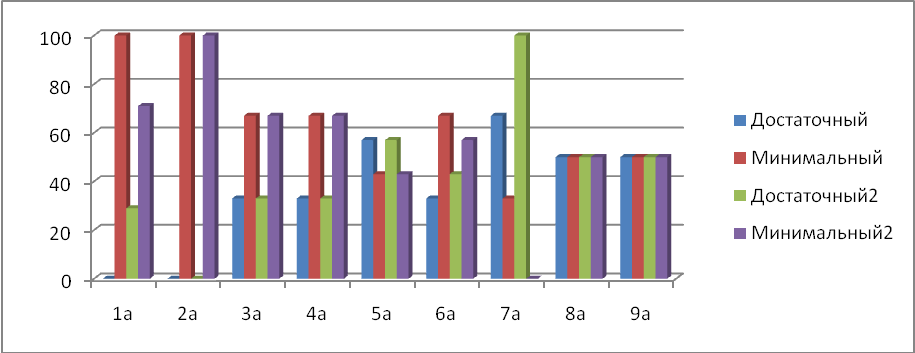 100
80
60
40
20
0
1а 2а 3а 4а 5а 6а 7а 8а 9а
Достаточный
Минимальный
Достаточный2
Минимальный2